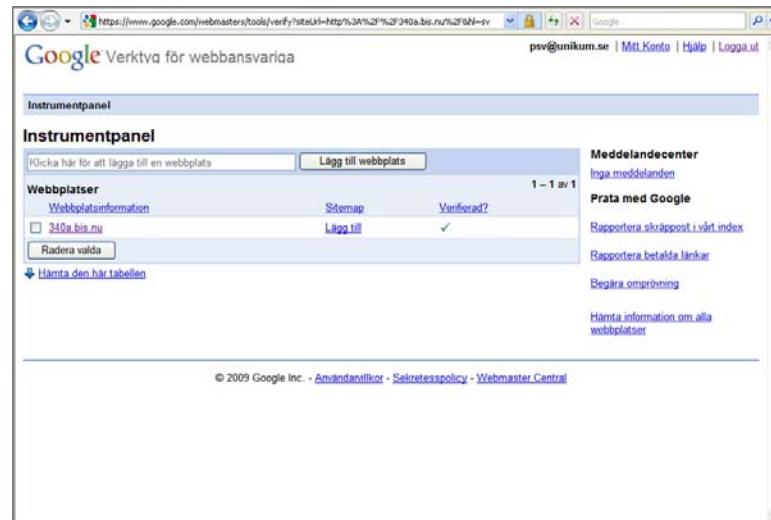 https://www.google.com/webmasters/tools/verify?siteUrl=http%3A%2F%2F340a.bis.nu%2F&hl=sv
Google
Google Verktyg för webbansvariga
psv@unikum.se | Mitt Konto | Hjälp | Logga ut
Instrumentpanel
Instrumentpanel
Klicka här för att lägga till en webbplats
Lägg till webbplats
Webbplatser
1 – 1 av 1
Webbplatsinformation
Sitemap
Verifierad?
340a.bis.nu
Lägg till
Radera valda
Hämta den här tabellen
Meddelandecenter
Inga meddelanden
Prata med Google
Rapportera skräppost i vårt index
Rapportera betalda länkar
Begära omprövning
Hämta information om alla
webbplatser
© 2009 Google Inc. - Användarvillkor - Sekretesspolicy - Webmaster Central